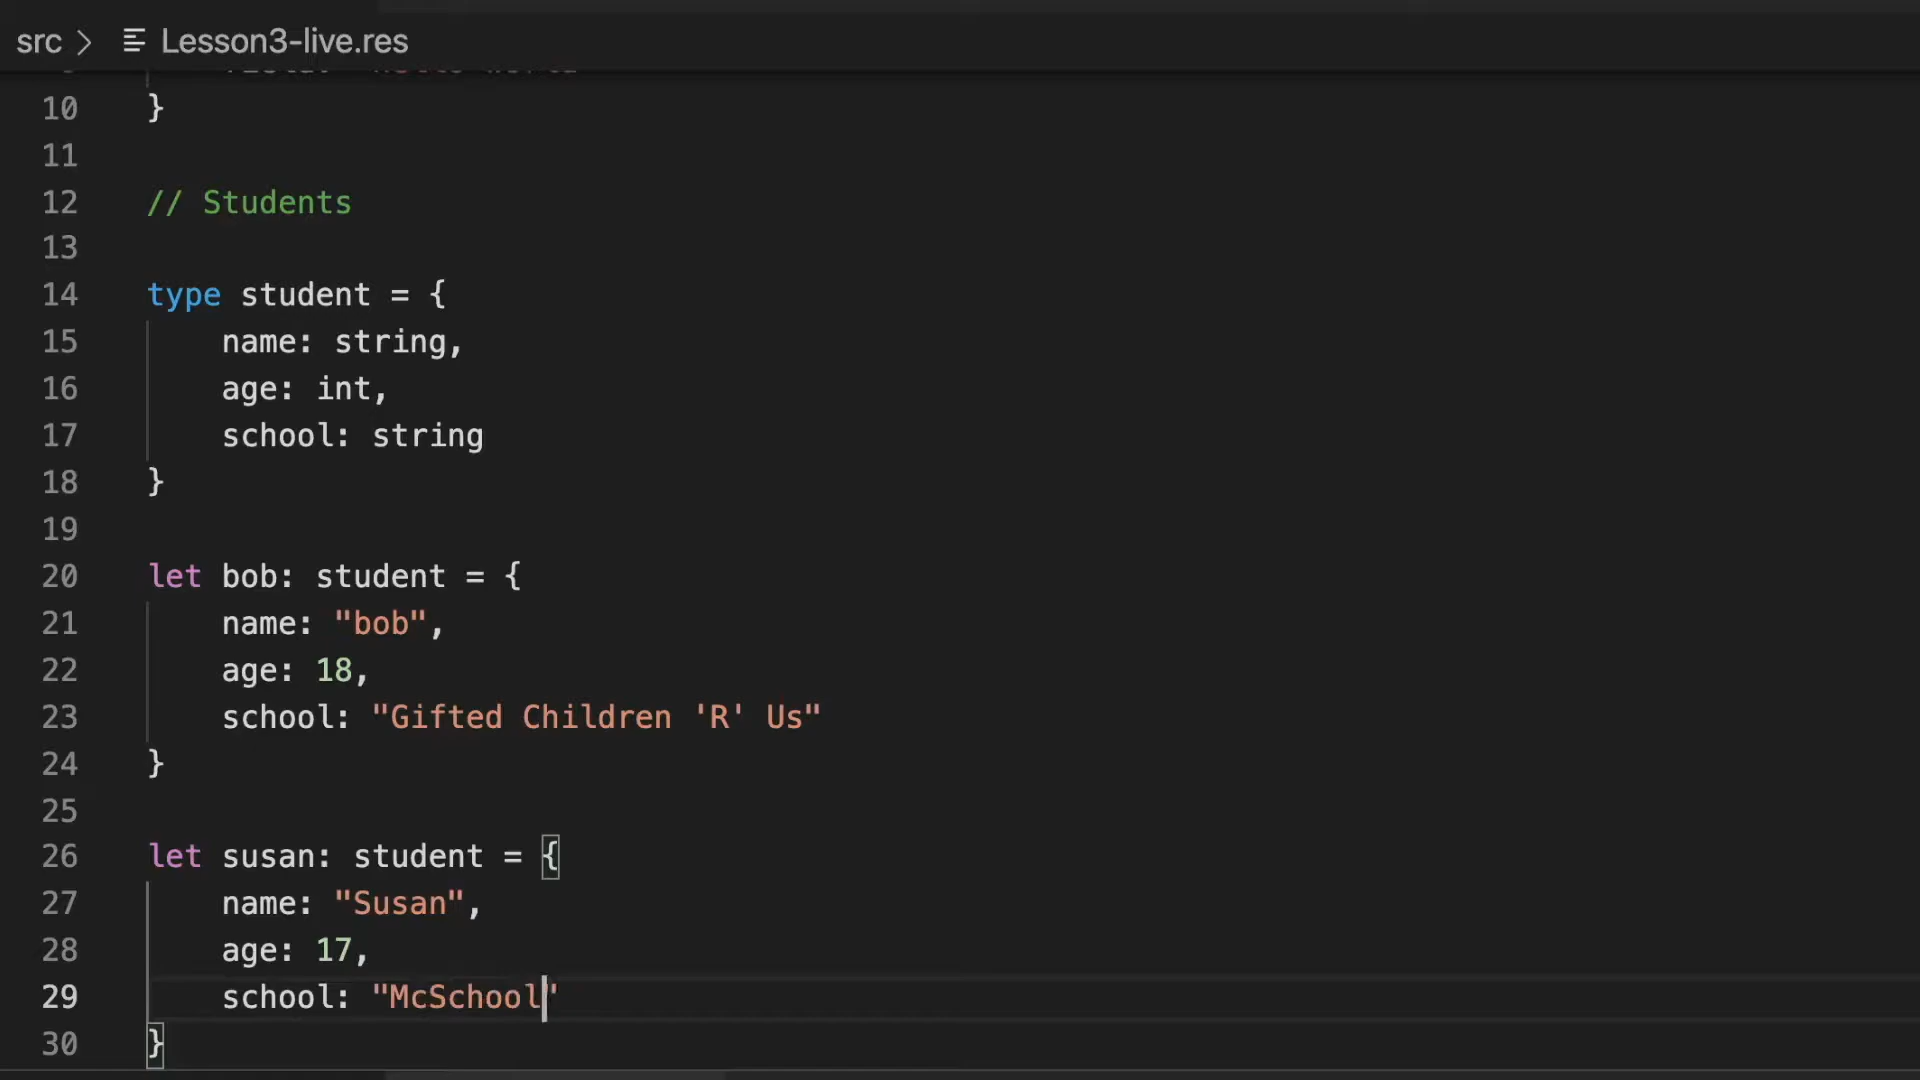 src > Lesson3-live.res
10 }
11
12 // Students
13
14 type student = {
15 name: string,
16 age: int,
17 school: string
18 }
19
20 let bob: student = {
21 name: "bob",
22 age: 18,
23 school: "Gifted Children 'R' Us"
24 }
25
26 let susan: student = {
27 name: "Susan",
28 age: 17,
29 school: "McSchool"
30 }